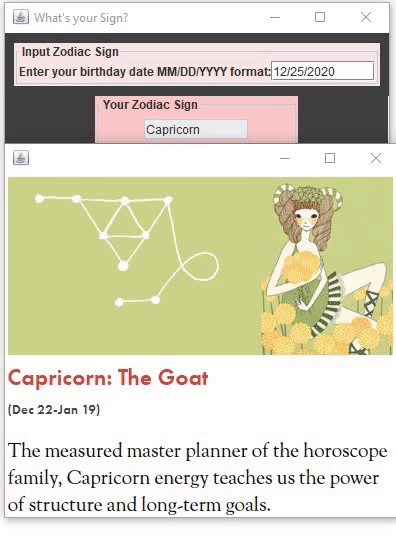 What's your Sign?
Input Zodiac Sign
Enter your birthday date MM/DD/YYYY format: 12/25/2020
Your Zodiac Sign
Capricorn
Capricorn: The Goat
(Dec 22-Jan 19)
The measured master planner of the horoscope
family, Capricorn energy teaches us the power
of structure and long-term goals.